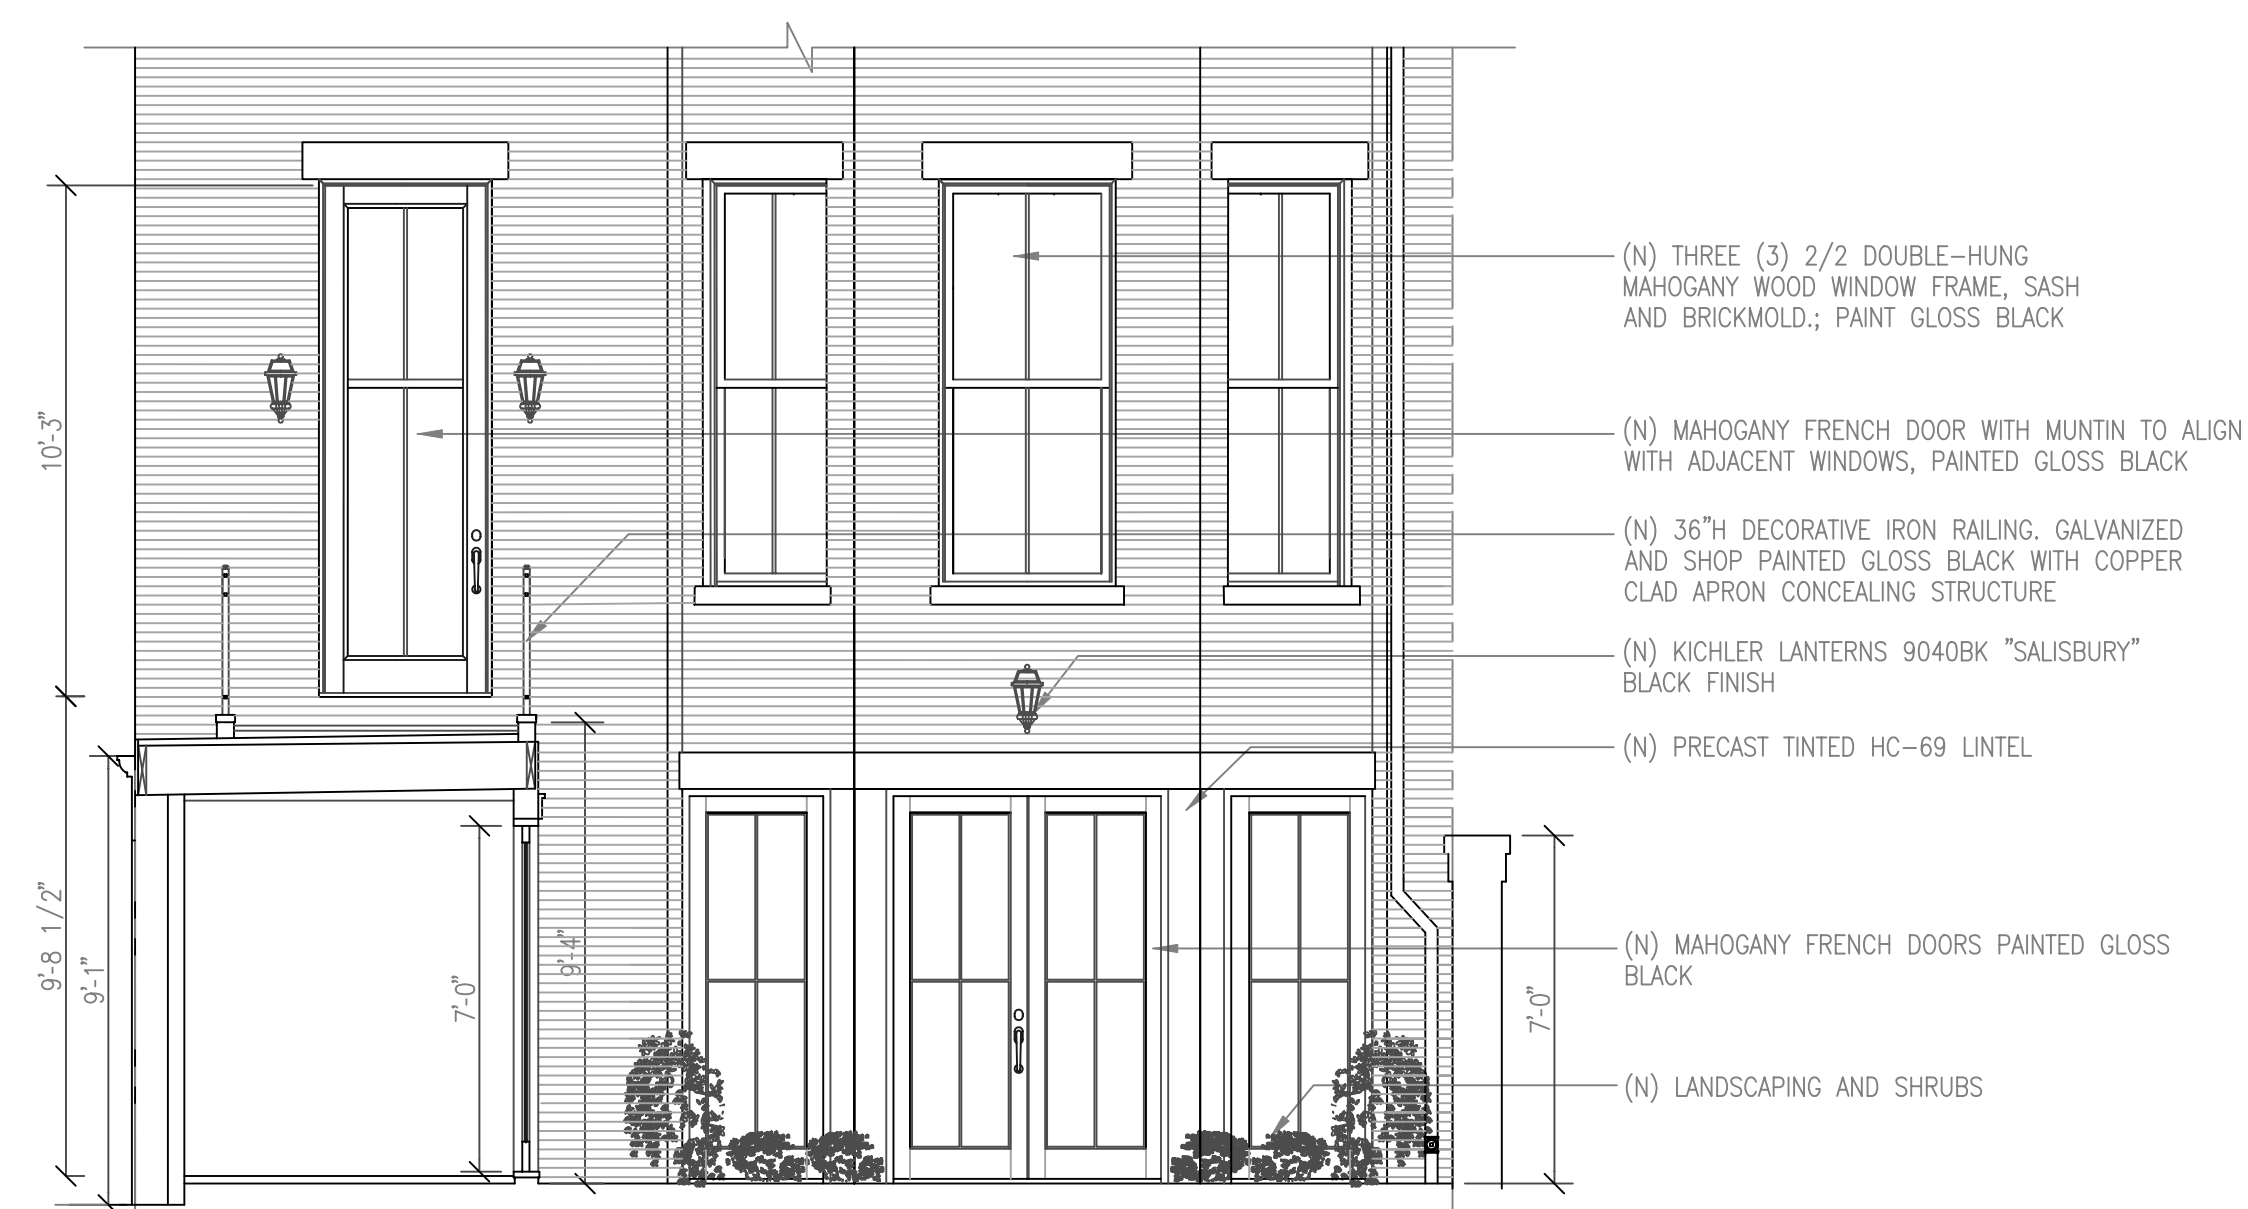 (N) THREE (3) 2/2 DOUBLE-HUNG
MAHOGANY WOOD WINDOW FRAME, SASH
AND BRICKMOLD.; PAINT GLOSS BLACK
(N) MAHOGANY FRENCH DOOR WITH MUNTIN TO ALIGN
WITH ADJACENT WINDOWS, PAINTED GLOSS BLACK
(N) 36"H DECORATIVE IRON RAILING. GALVANIZED
AND SHOP PAINTED GLOSS BLACK WITH COPPER
CLAD APRON CONCEALING STRUCTURE
(N) KICHLER LANTERNS 9040BK "SALISBURY"
BLACK FINISH
(N) PRECAST TINTED HC-69 LINTEL
(N) MAHOGANY FRENCH DOORS PAINTED GLOSS
BLACK
(N) LANDSCAPING AND SHRUBS
10'-3"
9'-8 1/2"
9'-1"
7'-0"
9'-4"
7'-0"